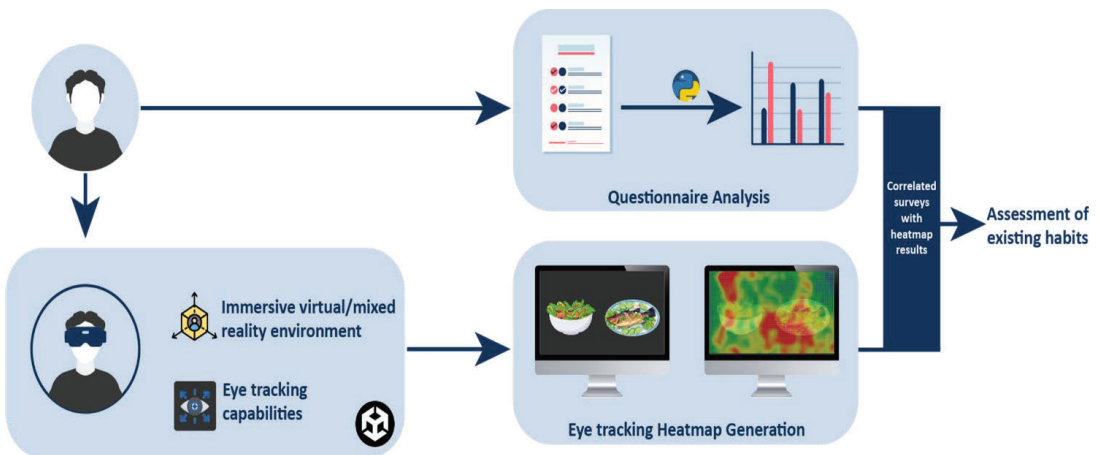 Questionnaire Analysis
Correlated
surveys
with
heatmap
results
Assessment of
existing habits
Immersive virtual/mixed
reality environment
Eye tracking
capabilities
Eye tracking Heatmap Generation